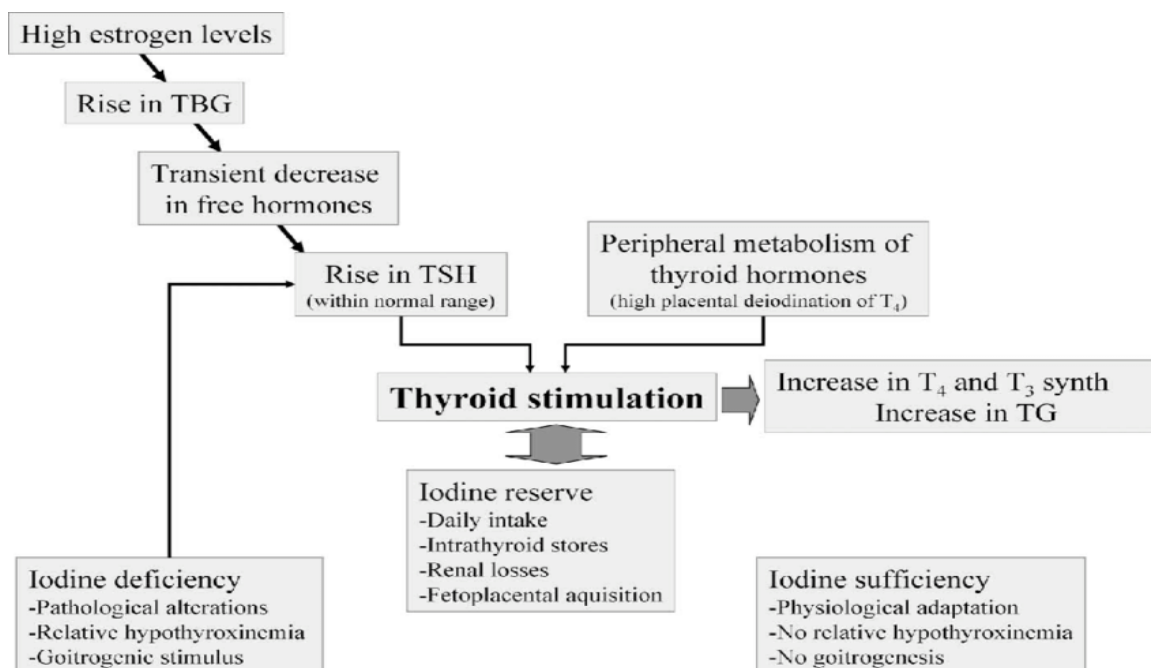 High estrogen levels
Rise in TBG
Transient decrease
in free hormones
Rise in TSH
(within normal range)
Peripheral metabolism of
thyroid hormones
(high placental deiodination of T₄)
Thyroid stimulation
Increase in T₄ and T₃ synth
Increase in TG
Iodine reserve
-Daily intake
-Intrathyroid stores
-Renal losses
-Fetoplacental aquisition
Iodine deficiency
-Pathological alterations
-Relative hypothyroxinemia
-Goitrogenic stimulus
Iodine sufficiency
-Physiological adaptation
-No relative hypothyroxinemia
-No goitrogenesis